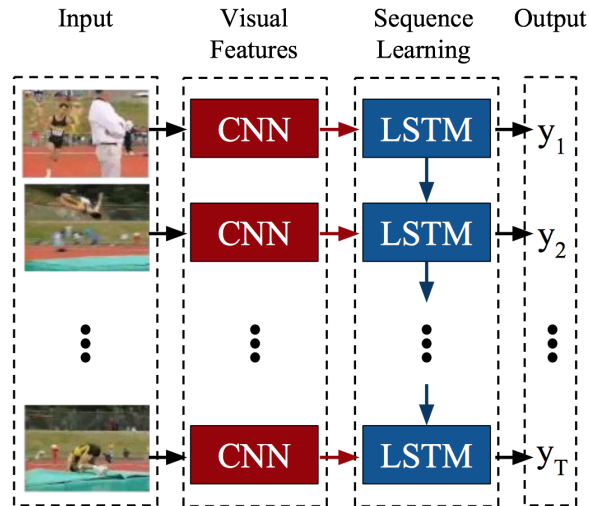 Input
Visual
Features
Sequence
Learning
Output
CNN
LSTM
y1
CNN
LSTM
y2
CNN
LSTM
yT